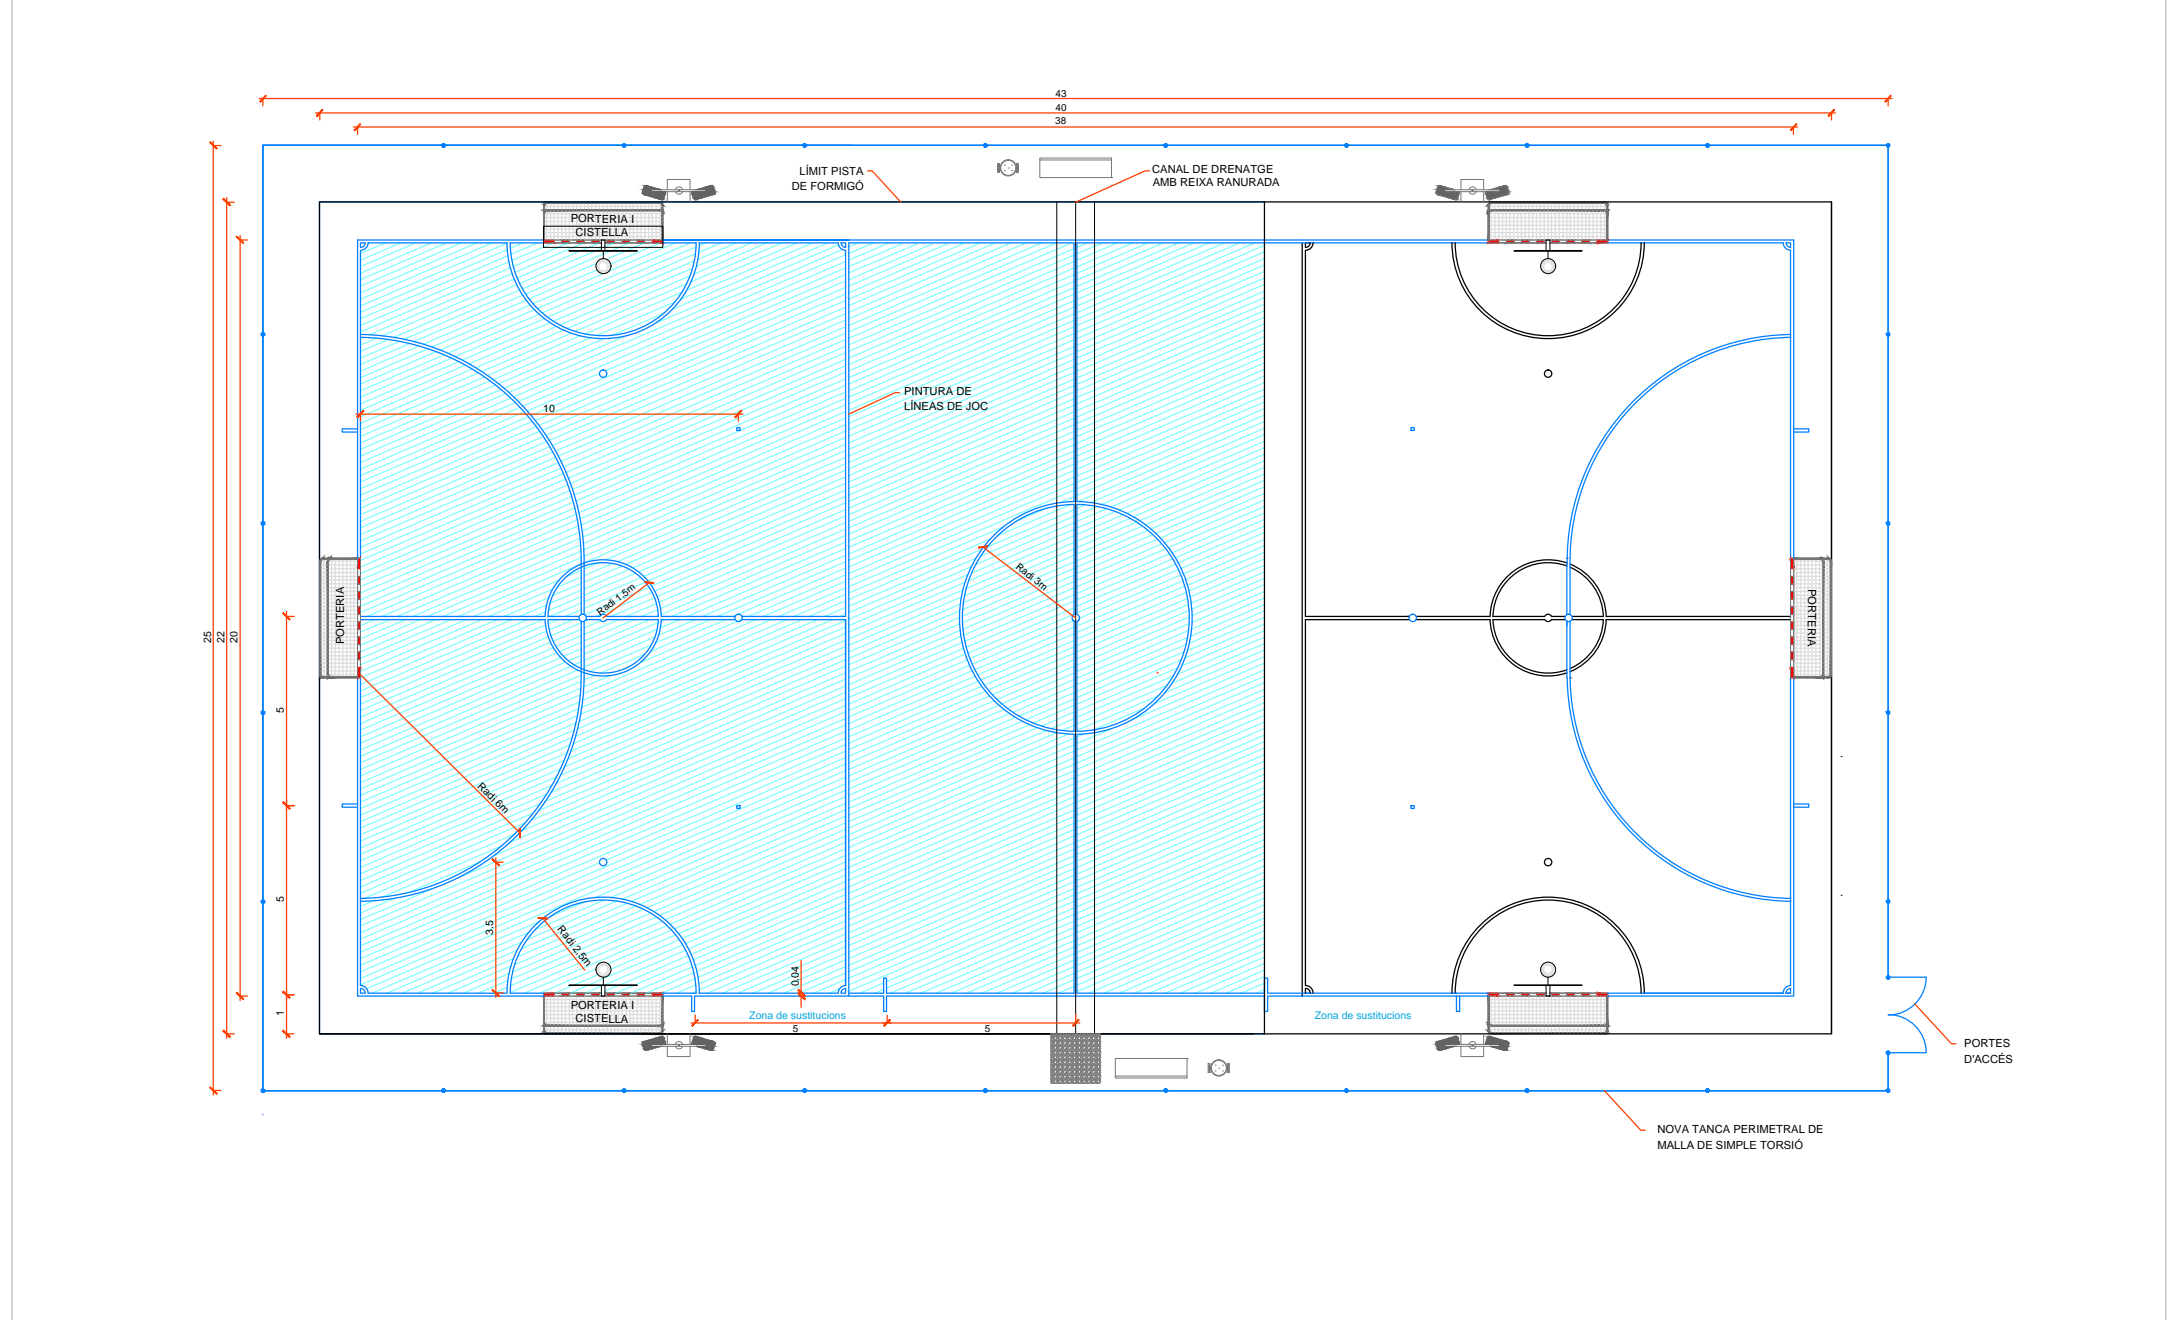 43
40
38
LÍMIT PISTA
DE FORMIGÓ
CANAL DE DRENATGE
AMB REIXA RANURADA
PORTERIA I
CISTELLA
PINTURA DE
LÍNEAS DE JOC
10
Radi 3m
Radi 1,5m
PORTERIA
PORTERIA
25
22
20
5
Radi 6m
5
3.5
Radi 2,5m
0.04
1
PORTERIA I
CISTELLA
Zona de sustitucions
Zona de sustitucions
5
5
PORTES
D'ACCÉS
NOVA TANCA PERIMETRAL DE
MALLA DE SIMPLE TORSIÓ